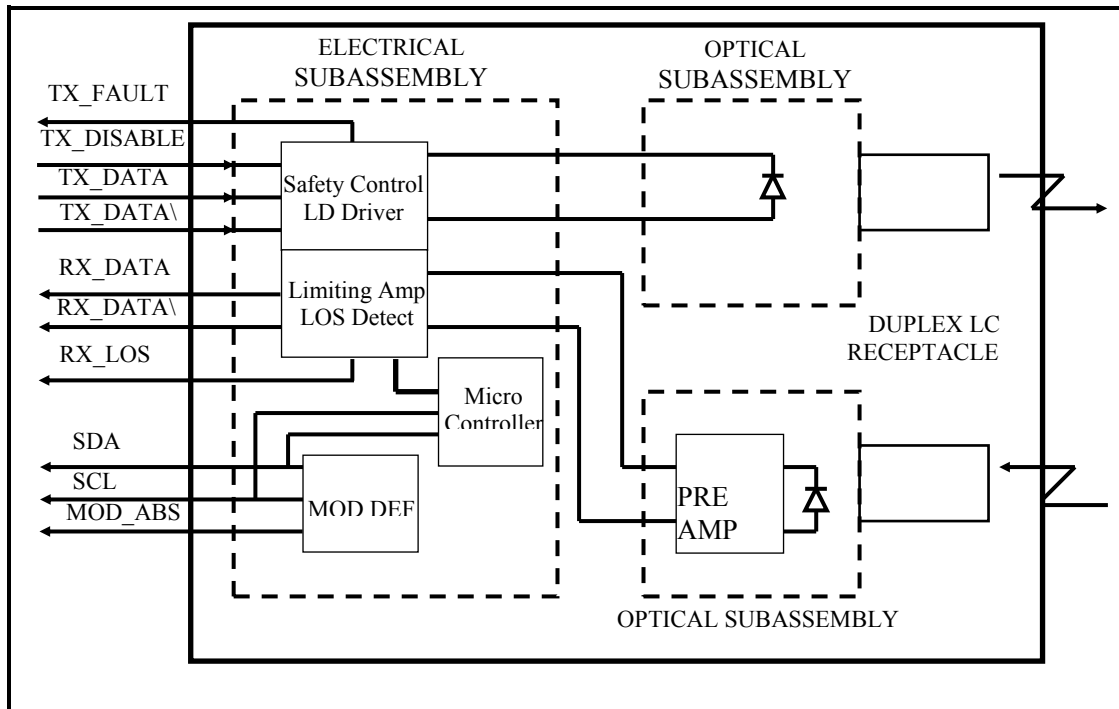 ELECTRICAL
SUBASSEMBLY
OPTICAL
SUBASSEMBLY
TX_FAULT
TX_DISABLE
TX_DATA
TX_DATA\
Safety Control
LD Driver
RX_DATA
RX_DATA\
RX_LOS
Limiting Amp
LOS Detect
DUPLEX LC
RECEPTACLE
Micro
Controller
SDA
SCL
MOD_ABS
MOD DEF
PRE
AMP
OPTICAL SUBASSEMBLY